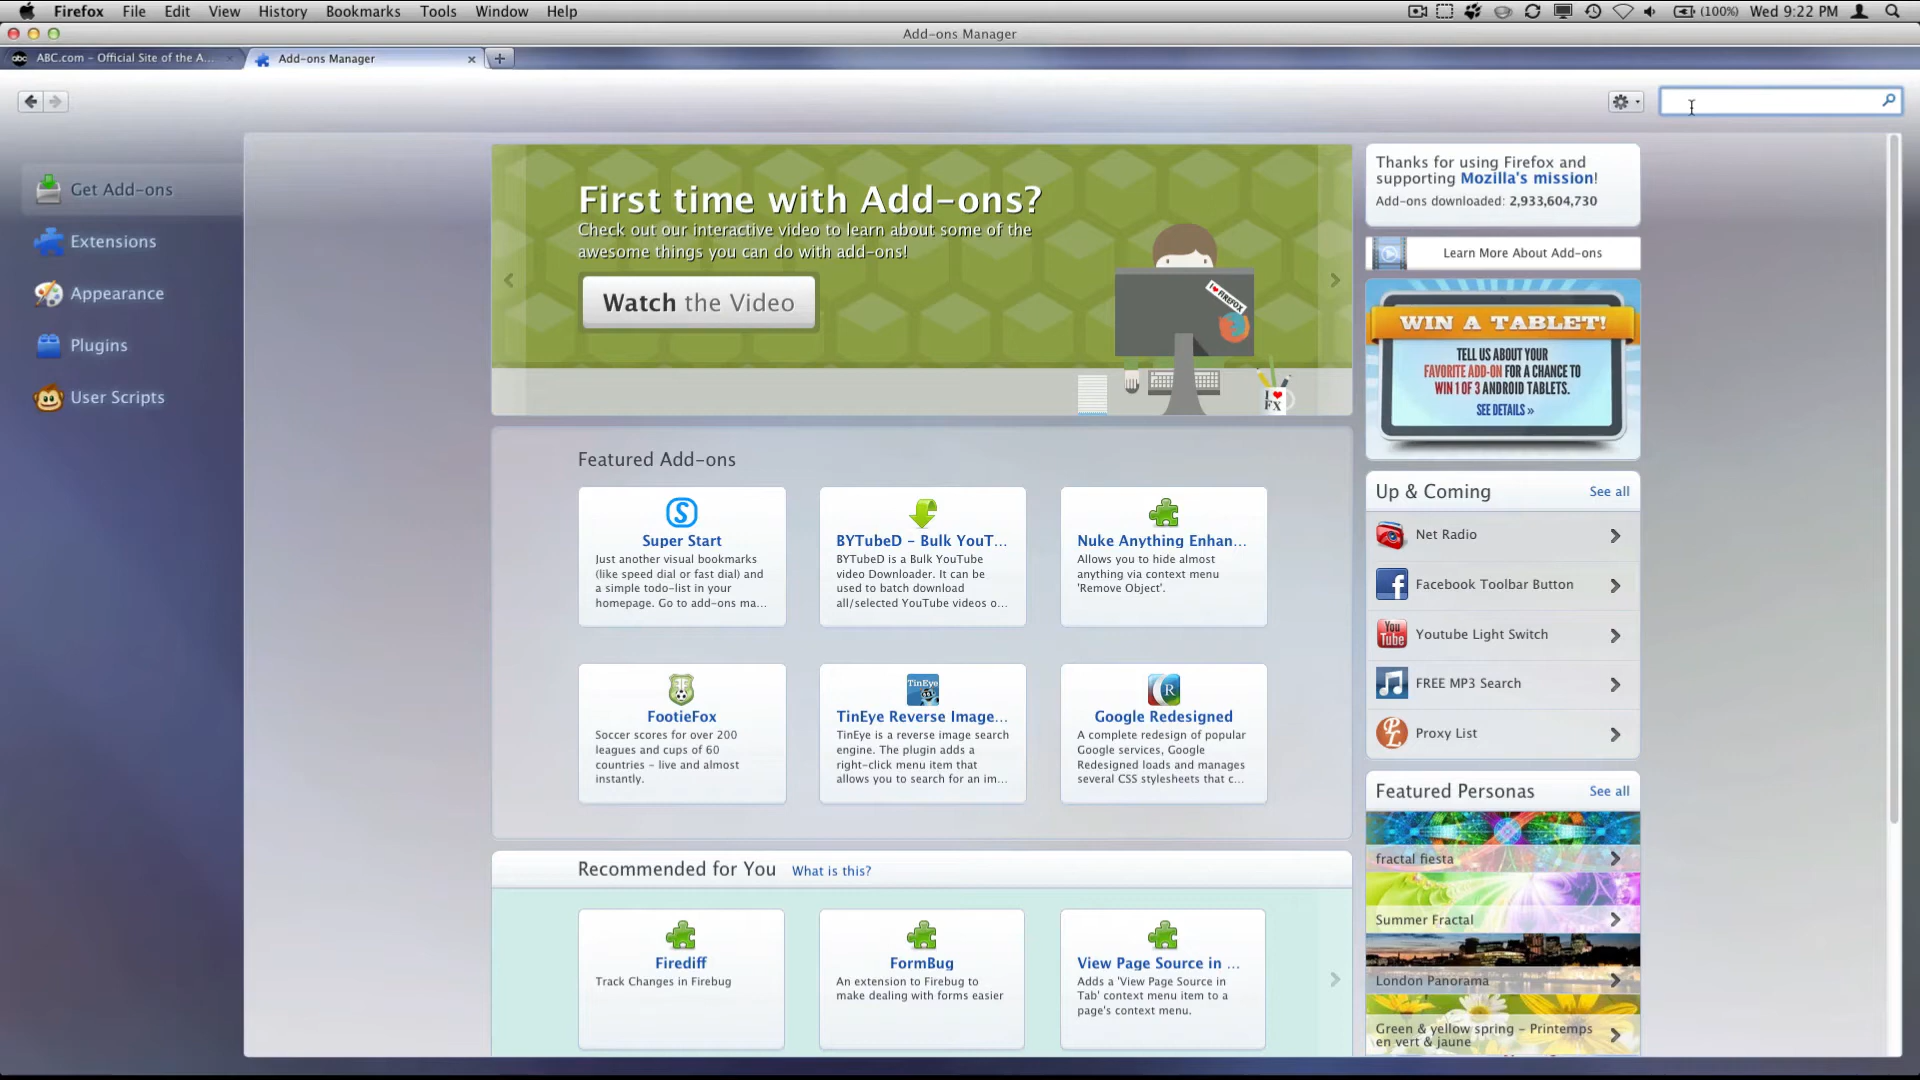 Firefox File Edit View History Bookmarks Tools Window Help
(100%) Wed 9:22 PM
Add-ons Manager
abc ABC.com - Official Site of the A...
Add-ons Manager
Get Add-ons
Extensions
Appearance
Plugins
User Scripts
First time with Add-ons?
Check out our interactive video to learn about some of the
awesome things you can do with add-ons!
Watch the Video
I ♥ FIREFOX
I ♥
FX
Featured Add-ons
Super Start
Just another visual bookmarks
(like speed dial or fast dial) and
a simple todo-list in your
homepage. Go to add-ons ma...
BYTubeD - Bulk YouT...
BYTubeD is a Bulk YouTube
video Downloader. It can be
used to batch download
all/selected YouTube videos o...
Nuke Anything Enhan...
Allows you to hide almost
anything via context menu
'Remove Object'.
FootieFox
Soccer scores for over 200
leagues and cups of 60
countries - live and almost
instantly.
TinEye
TinEye Reverse Image...
TinEye is a reverse image search
engine. The plugin adds a
right-click menu item that
allows you to search for an im...
R
Google Redesigned
A complete redesign of popular
Google services, Google
Redesigned loads and manages
several CSS stylesheets that c...
Recommended for You What is this?
Firediff
Track Changes in Firebug
FormBug
An extension to Firebug to
make dealing with forms easier
View Page Source in ...
Adds a 'View Page Source in
Tab' context menu item to a
page's context menu.
Thanks for using Firefox and
supporting Mozilla's mission!
Add-ons downloaded: 2,933,604,730
Learn More About Add-ons
WIN A TABLET!
TELL US ABOUT YOUR
FAVORITE ADD-ON FOR A CHANCE TO
WIN 1 OF 3 ANDROID TABLETS.
SEE DETAILS »
Up & Coming See all
Net Radio
Facebook Toolbar Button
You
Tube
Youtube Light Switch
FREE MP3 Search
Proxy List
Featured Personas See all
fractal fiesta
Summer Fractal
London Panorama
Green & yellow spring - Printemps
en vert & jaune